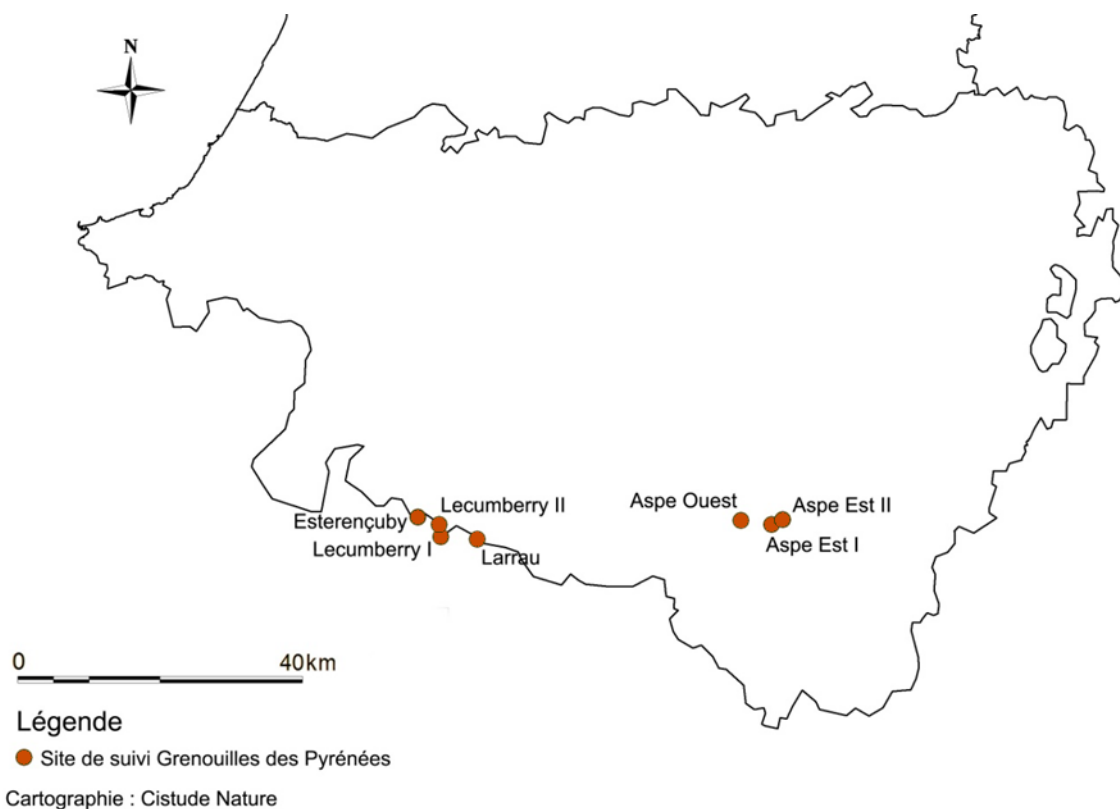 N
Aspe Ouest
Aspe Est II
Aspe Est I
Lecumberry II
Esterençuby
Lecumberry I
Larrau
0 40km
Légende
Site de suivi Grenouilles des Pyrénées
Cartographie : Cistude Nature